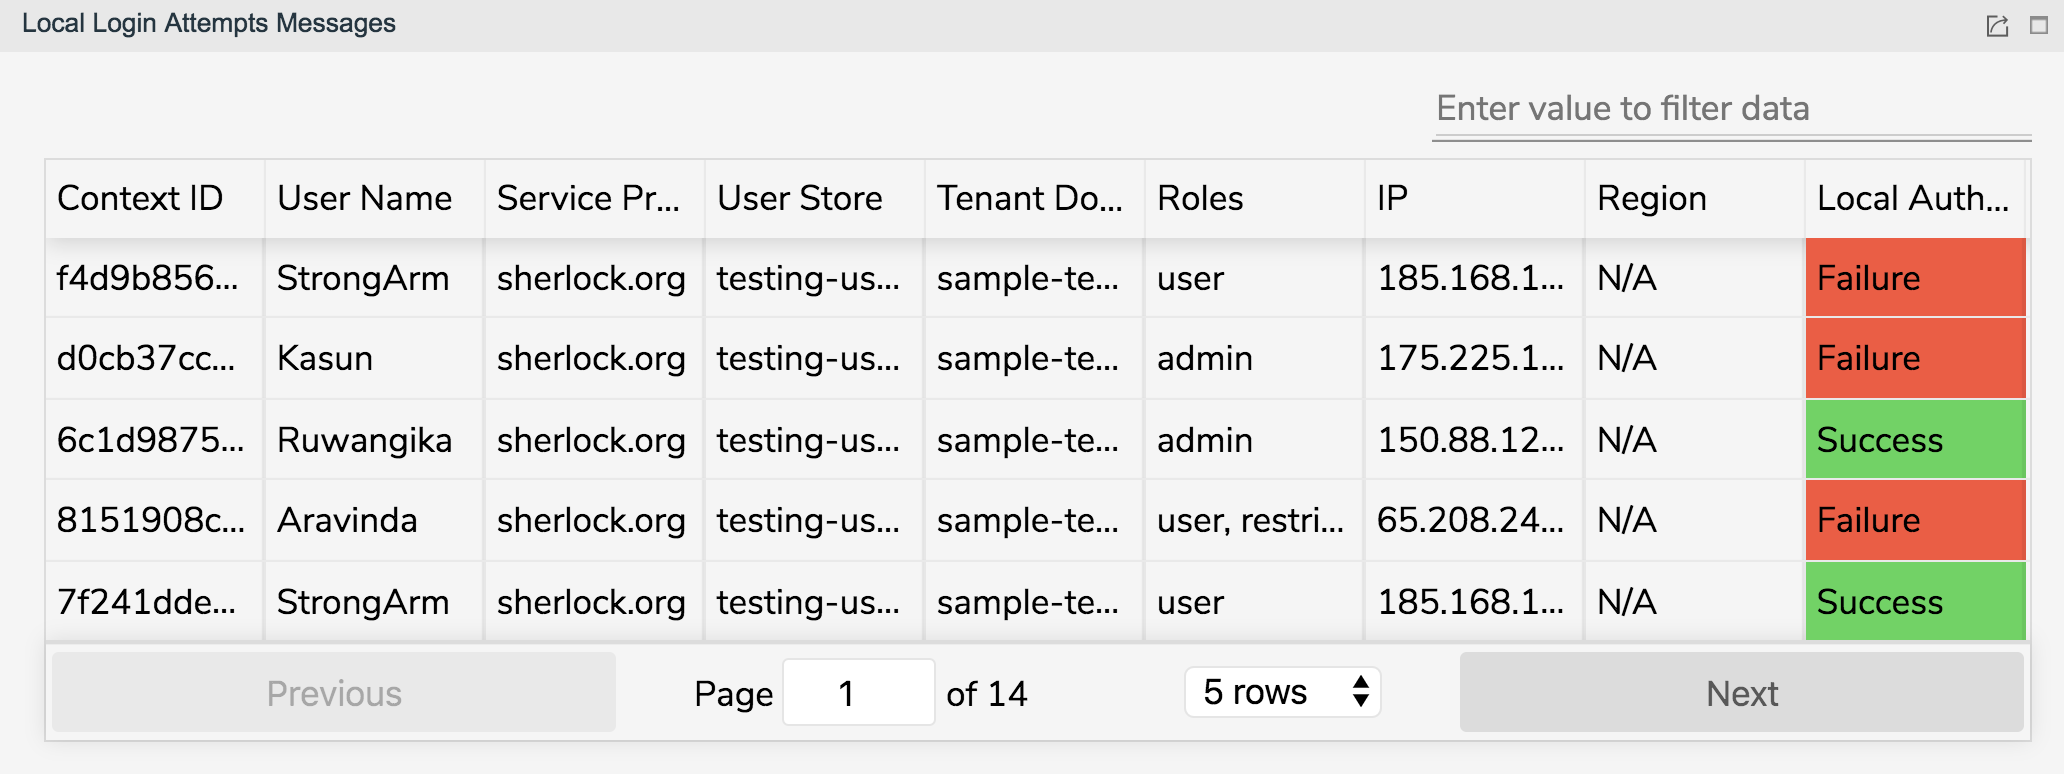 Local Login Attempts Messages
Enter value to filter data
Context ID User Name Service Pr... User Store Tenant Do... Roles IP Region Local Auth...
f4d9b856... StrongArm sherlock.org testing-us... sample-te... user 185.168.1... N/A Failure
d0cb37cc... Kasun sherlock.org testing-us... sample-te... admin 175.225.1... N/A Failure
6c1d9875... Ruwangika sherlock.org testing-us... sample-te... admin 150.88.12... N/A Success
8151908c... Aravinda sherlock.org testing-us... sample-te... user, restri... 65.208.24... N/A Failure
7f241dde... StrongArm sherlock.org testing-us... sample-te... user 185.168.1... N/A Success
Previous Page 1 of 14 5 rows Next